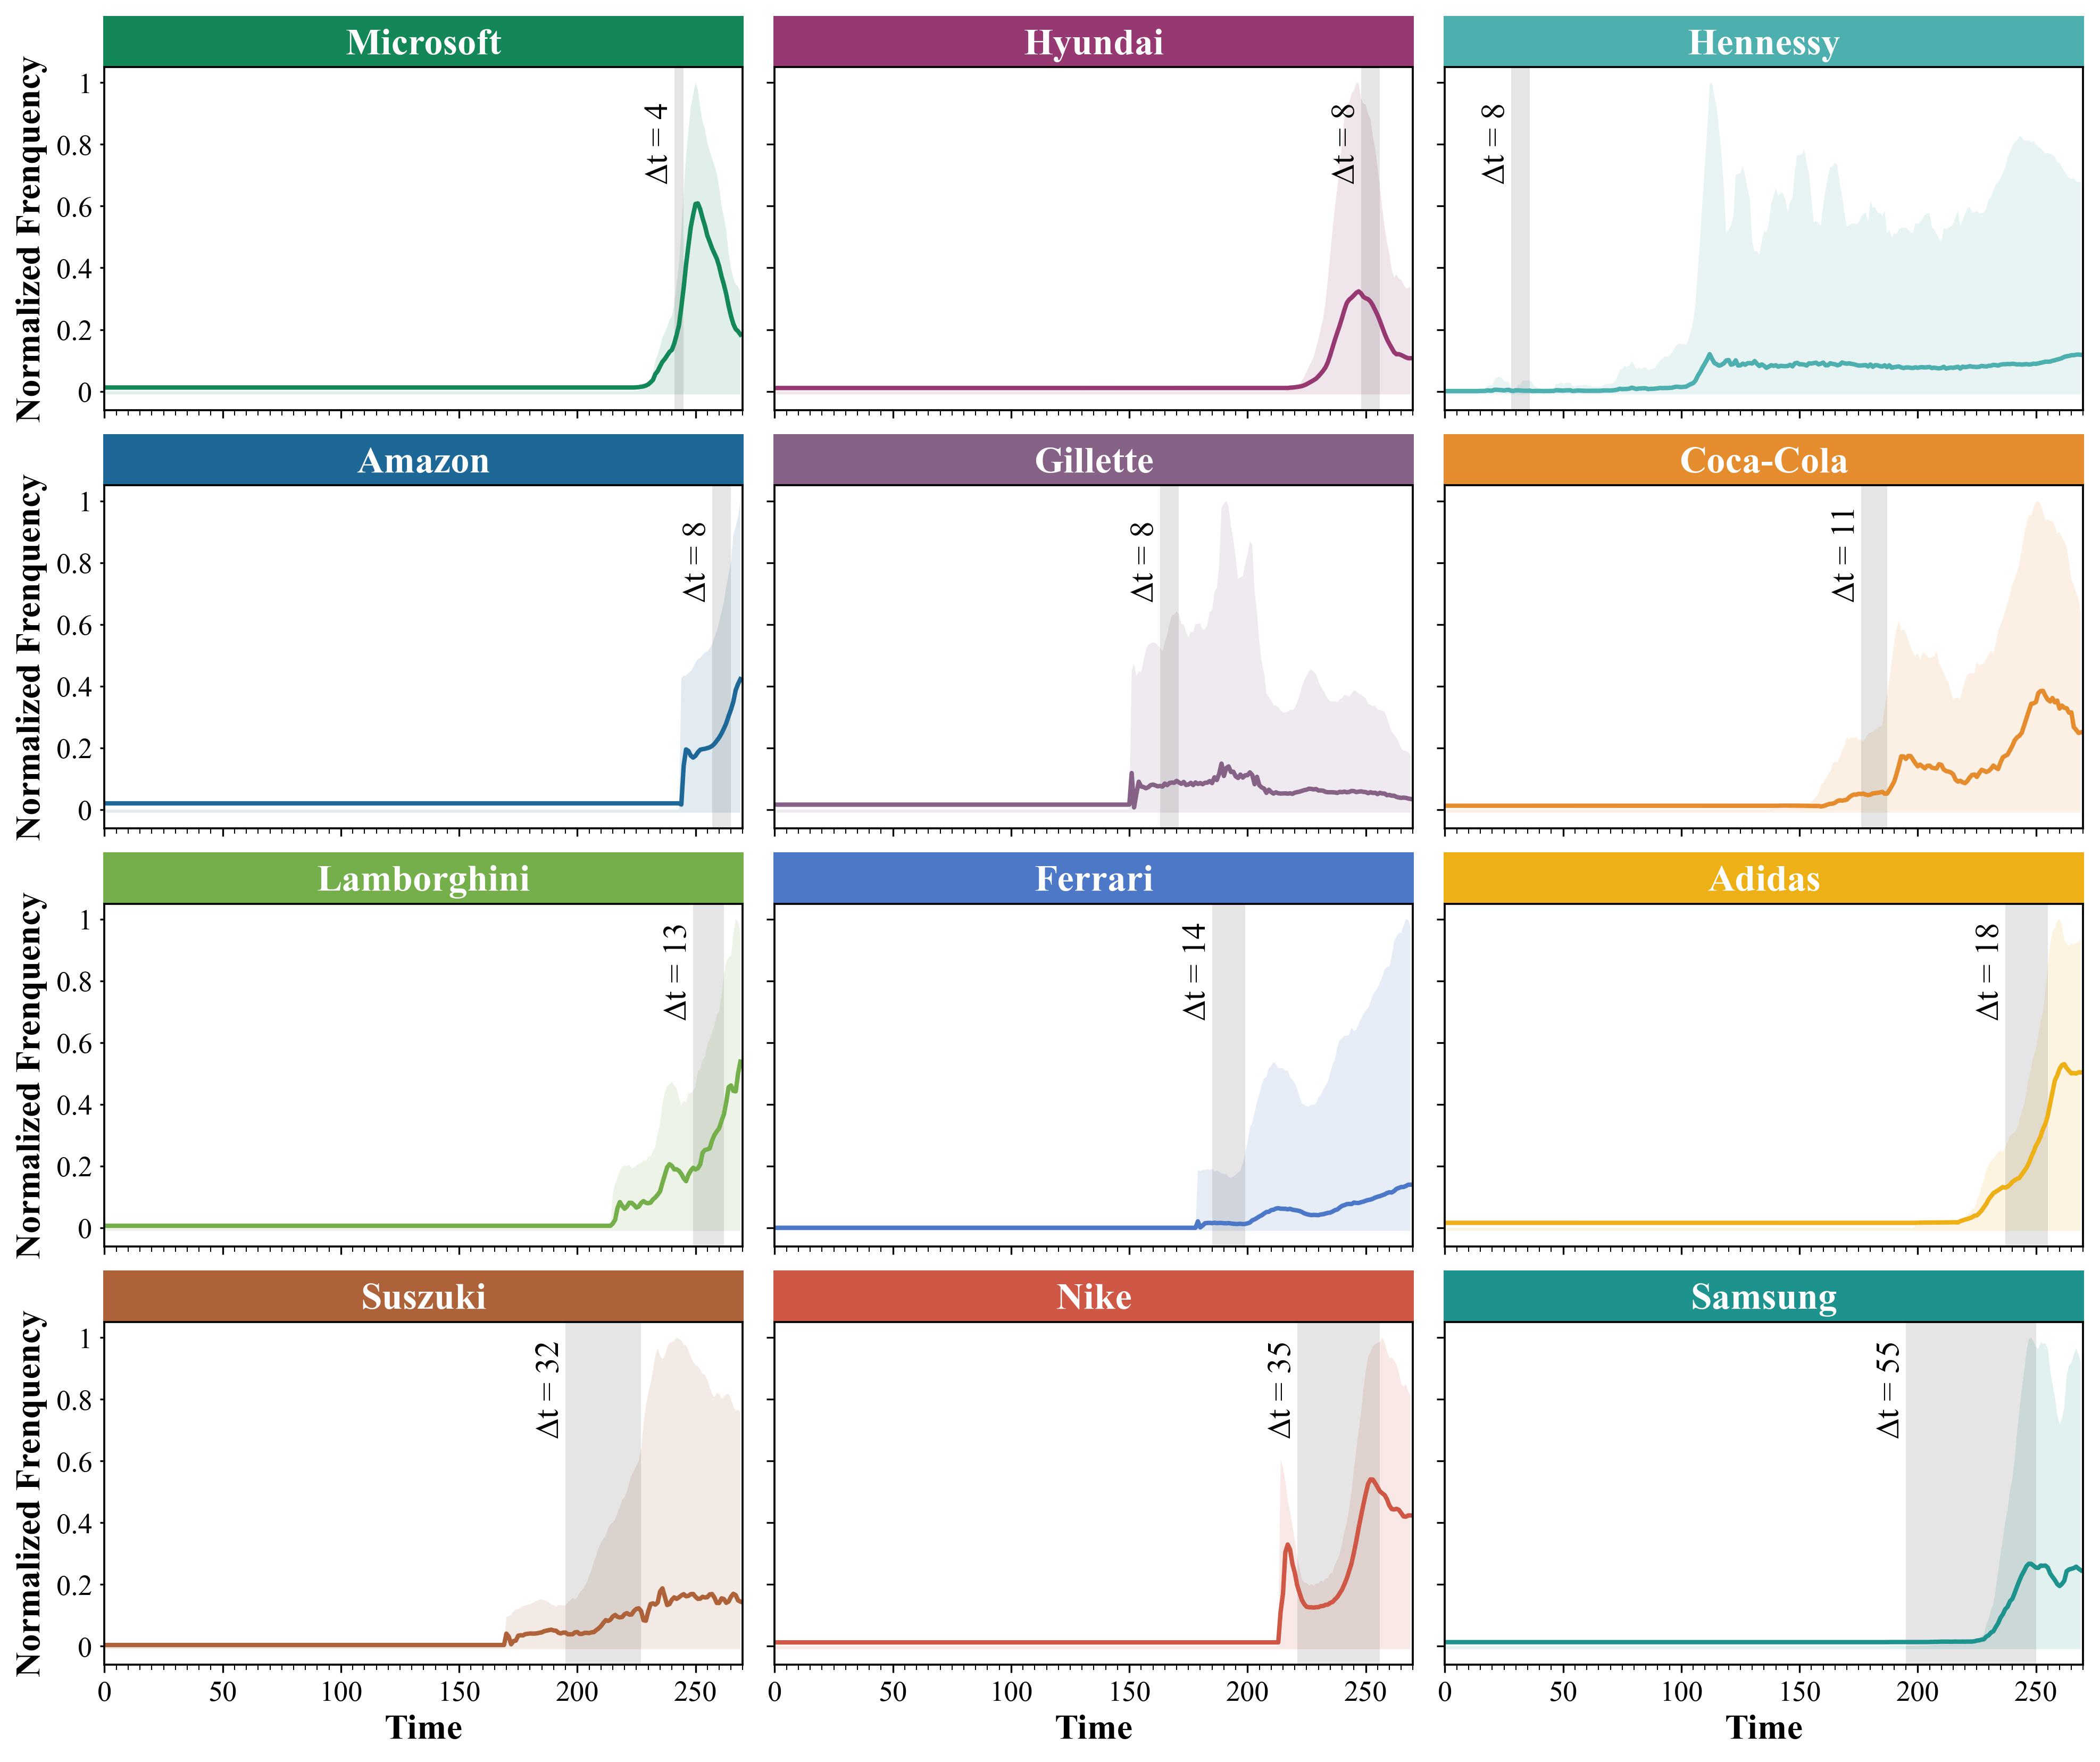 Microsoft
Hyundai
Hennessy
Normalized Frenquency
1
0.8
0.6
0.4
0.2
0
Δt = 4
Δt = 8
Δt = 8
Amazon
Gillette
Coca-Cola
Normalized Frenquency
1
0.8
0.6
0.4
0.2
0
Δt = 8
Δt = 8
Δt = 11
Lamborghini
Ferrari
Adidas
Normalized Frenquency
1
0.8
0.6
0.4
0.2
0
Δt = 13
Δt = 14
Δt = 18
Suszuki
Nike
Samsung
Normalized Frenquency
1
0.8
0.6
0.4
0.2
0
Δt = 32
Δt = 35
Δt = 55
0 50 100 150 200 250
0 50 100 150 200 250
0 50 100 150 200 250
Time
Time
Time